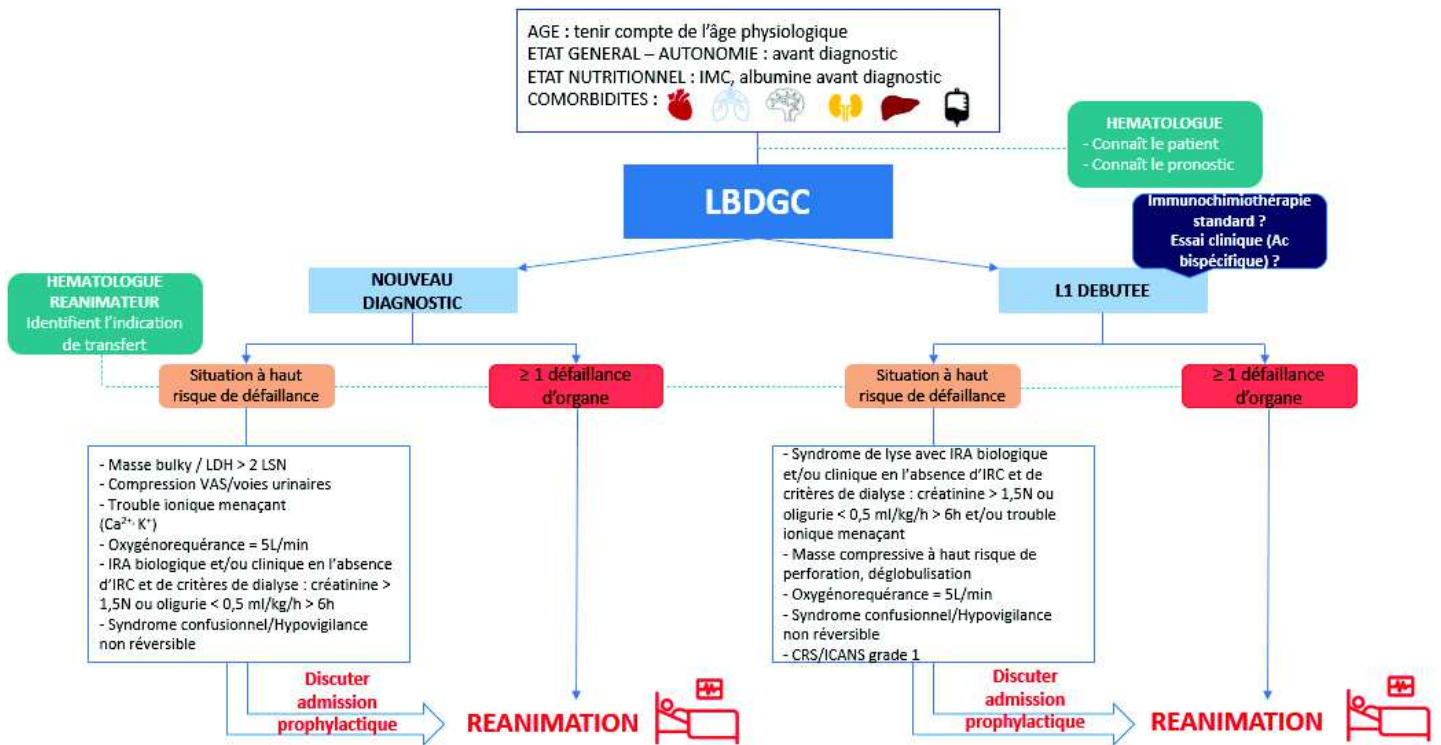 AGE : tenir compte de l'âge physiologique
ETAT GENERAL – AUTONOMIE : avant diagnostic
ETAT NUTRITIONNEL : IMC, albumine avant diagnostic
COMORBIDITES :
HEMATOLOGUE
- Connaît le patient
- Connaît le pronostic
LBDGC
Immunochimiothérapie
standard ?
Essai clinique (Ac
bispécifique) ?
HEMATOLOGUE
REANIMATEUR
Identifient l'indication
de transfert
NOUVEAU
DIAGNOSTIC
L1 DEBUTEE
Situation à haut
risque de défaillance
≥ 1 défaillance
d'organe
Situation à haut
risque de défaillance
≥ 1 défaillance
d'organe
- Masse bulky / LDH > 2 LSN
- Compression VAS/voies urinaires
- Trouble ionique menaçant
(Ca²⁺, K⁺)
- Oxygénorequérance = 5L/min
- IRA biologique et/ou clinique en l'absence
d'IRC et de critères de dialyse : créatinine >
1,5N ou oligurie < 0,5 ml/kg/h > 6h
- Syndrome confusionnel/Hypovigilance
non réversible
- Syndrome de lyse avec IRA biologique
et/ou clinique en l'absence d'IRC et de
critères de dialyse : créatinine > 1,5N ou
oligurie < 0,5 ml/kg/h > 6h et/ou trouble
ionique menaçant
- Masse compressive à haut risque de
perforation, déglobulisation
- Oxygénorequérance = 5L/min
- Syndrome confusionnel/Hypovigilance
non réversible
- CRS/ICANS grade 1
Discuter
admission
prophylactique
REANIMATION
Discuter
admission
prophylactique
REANIMATION